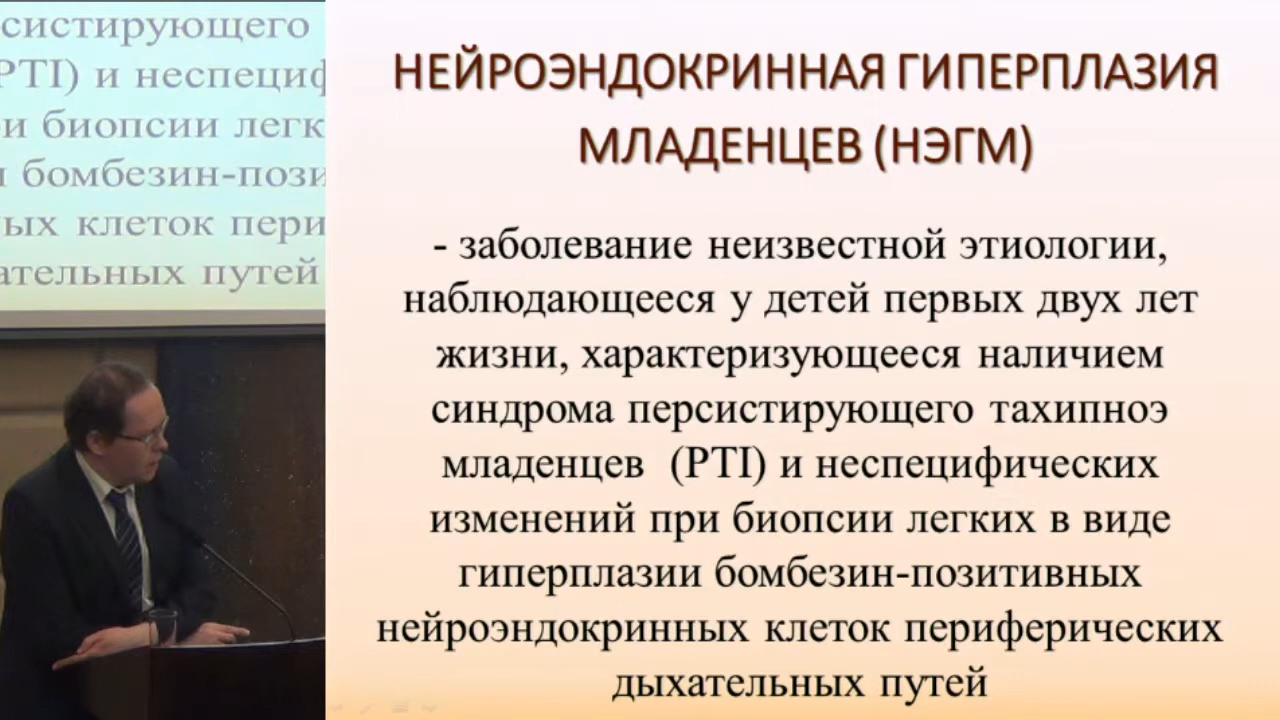 систирующего
PTI) и неспециф
и биопсии легк
бомбезин-пози
ых клеток пери
ательных путей
НЕЙРОЭНДОКРИННАЯ ГИПЕРПЛАЗИЯ
МЛАДЕНЦЕВ (НЭГМ)
- заболевание неизвестной этиологии,
наблюдающееся у детей первых двух лет
жизни, характеризующееся наличием
синдрома персистирующего тахипноэ
младенцев (PTI) и неспецифических
изменений при биопсии легких в виде
гиперплазии бомбезин-позитивных
нейроэндокринных клеток периферических
дыхательных путей